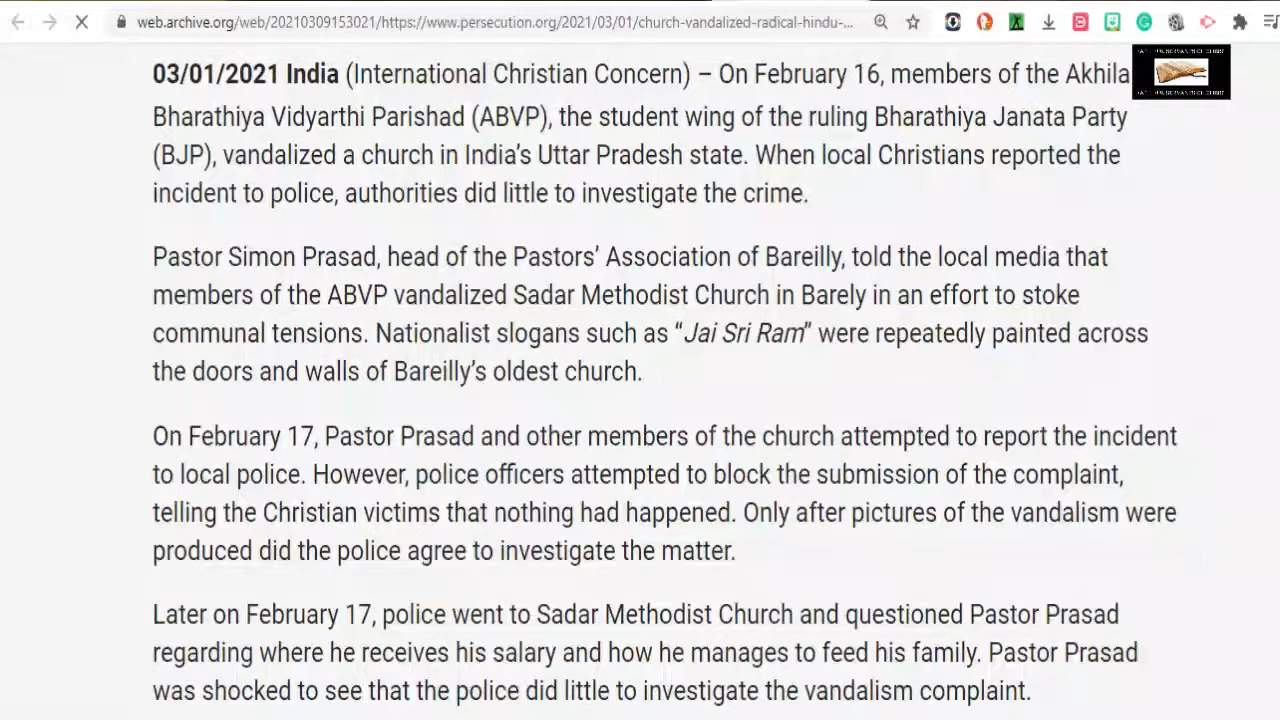 web.archive.org/web/20210309153021/https://www.persecution.org/2021/03/01/church-vandalized-radical-hindu-...
03/01/2021 India (International Christian Concern) – On February 16, members of the Akhila
Bharathiya Vidyarthi Parishad (ABVP), the student wing of the ruling Bharathiya Janata Party
(BJP), vandalized a church in India's Uttar Pradesh state. When local Christians reported the
incident to police, authorities did little to investigate the crime.
Pastor Simon Prasad, head of the Pastors' Association of Bareilly, told the local media that
members of the ABVP vandalized Sadar Methodist Church in Barely in an effort to stoke
communal tensions. Nationalist slogans such as “Jai Sri Ram” were repeatedly painted across
the doors and walls of Bareilly's oldest church.
On February 17, Pastor Prasad and other members of the church attempted to report the incident
to local police. However, police officers attempted to block the submission of the complaint,
telling the Christian victims that nothing had happened. Only after pictures of the vandalism were
produced did the police agree to investigate the matter.
Later on February 17, police went to Sadar Methodist Church and questioned Pastor Prasad
regarding where he receives his salary and how he manages to feed his family. Pastor Prasad
was shocked to see that the police did little to investigate the vandalism complaint.